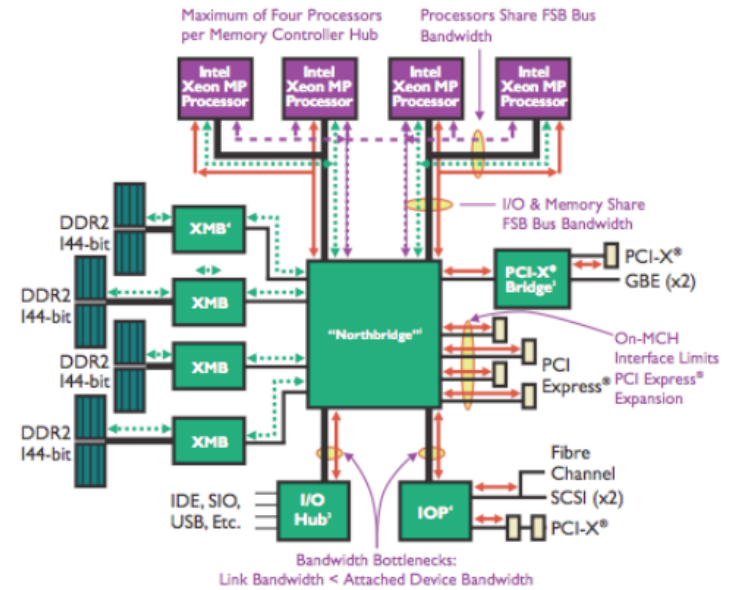 Maximum of Four Processors
per Memory Controller Hub
Processors Share FSB Bus
Bandwidth
Intel
Xeon MP
Processor
Intel
Xeon MP
Processor
Intel
Xeon MP
Processor
Intel
Xeon MP
Processor
I/O & Memory Share
FSB Bus Bandwidth
DDR2
144-bit
XMB⁴
DDR2
144-bit
XMB
DDR2
144-bit
XMB
DDR2
144-bit
XMB
"Northbridge"¹
PCI-X®
Bridge²
PCI-X®
GBE (x2)
PCI
Express®
On-MCH
Interface Limits
PCI Express®
Expansion
IDE, SIO,
USB, Etc.
I/O
Hub³
IOP⁴
Fibre
Channel
SCSI (x2)
PCI-X®
Bandwidth Bottlenecks:
Link Bandwidth < Attached Device Bandwidth